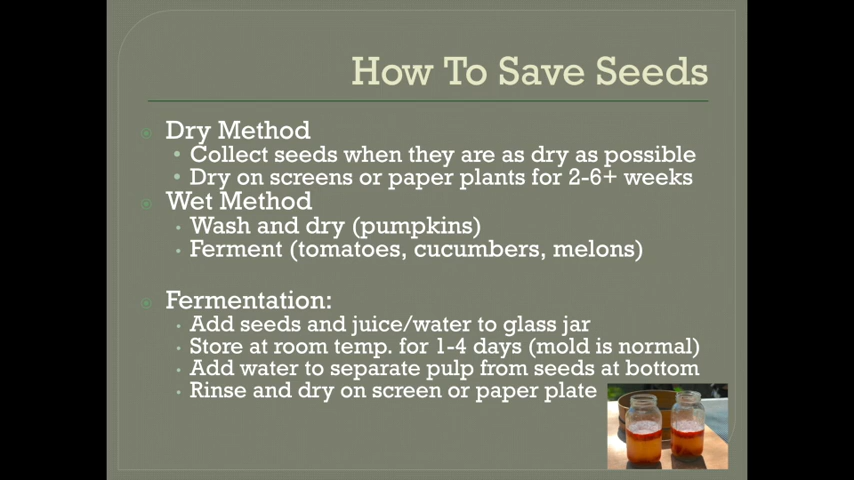 How To Save Seeds
Dry Method
Collect seeds when they are as dry as possible
Dry on screens or paper plants for 2-6+ weeks
Wet Method
Wash and dry (pumpkins)
Ferment (tomatoes, cucumbers, melons)
Fermentation:
Add seeds and juice/water to glass jar
Store at room temp. for 1-4 days (mold is normal)
Add water to separate pulp from seeds at bottom
Rinse and dry on screen or paper plate